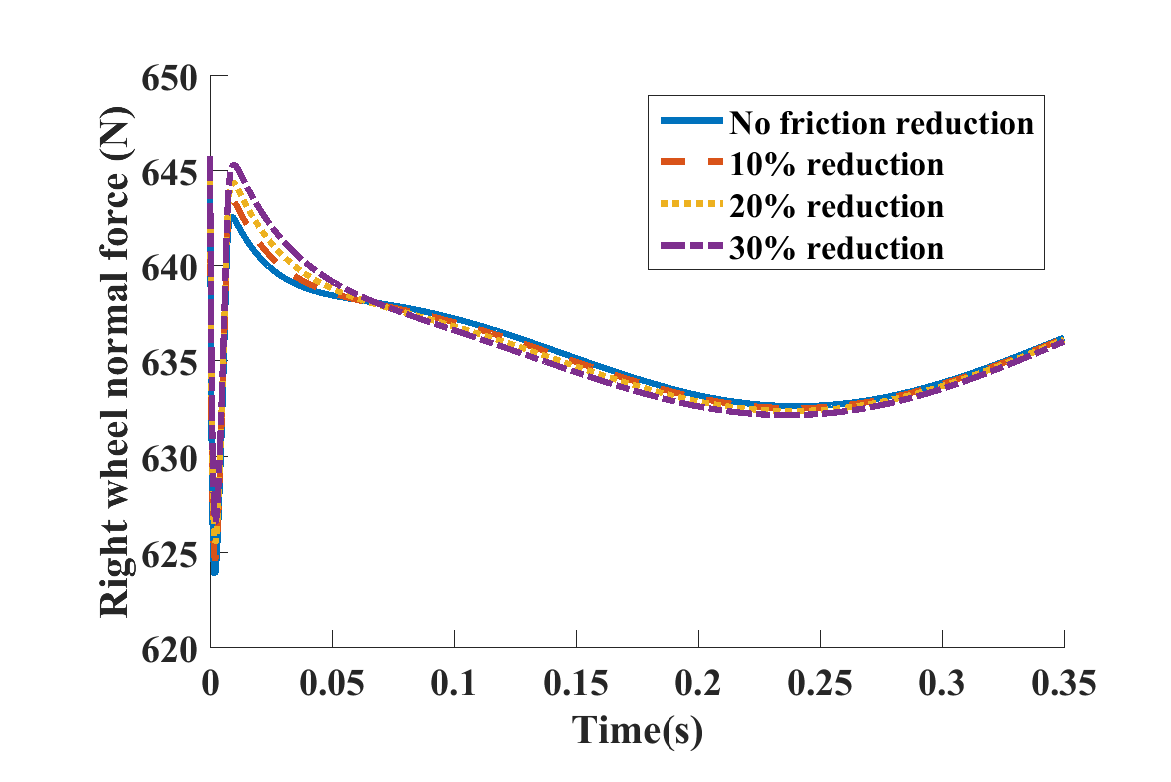 650
645
640
635
630
625
620
Right wheel normal force (N)
No friction reduction
10% reduction
20% reduction
30% reduction
0
0.05
0.1
0.15
0.2
0.25
0.3
0.35
Time(s)